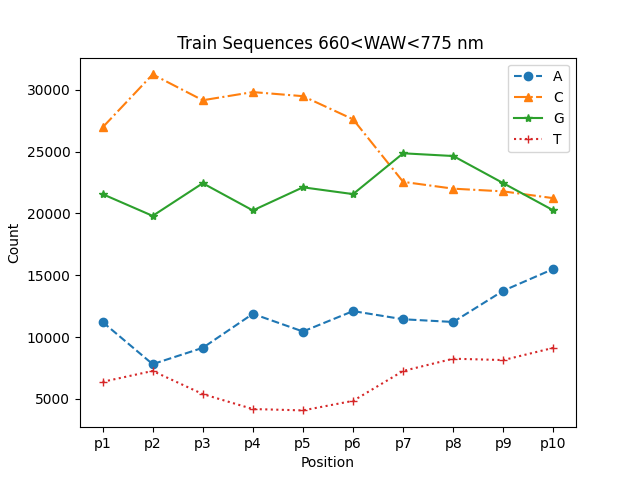 Train Sequences 660<WAW<775 nm
A
C
G
T
Count
30000
25000
20000
15000
10000
5000
p1 p2 p3 p4 p5 p6 p7 p8 p9 p10
Position